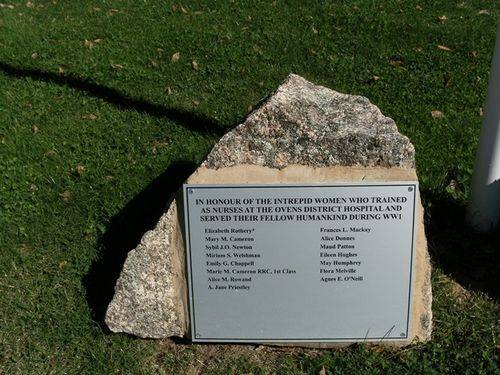 IN HONOUR OF THE INTREPID WOMEN WHO TRAINED
AS NURSES AT THE OVENS DISTRICT HOSPITAL AND
SERVED THEIR FELLOW HUMANKIND DURING WW1
Elizabeth Rothery*
Mary M. Cameron
Sybil J.O. Newton
Miriam S. Welshman
Emily G. Chappell
Marie M. Cameron RRC, 1st Class
Alice M. Rowand
A. Jane Priestley
Frances L. Mackay
Alice Donnes
Maud Patton
Eileen Hughes
May Humphery
Flora Melville
Agnes E. O'Neill